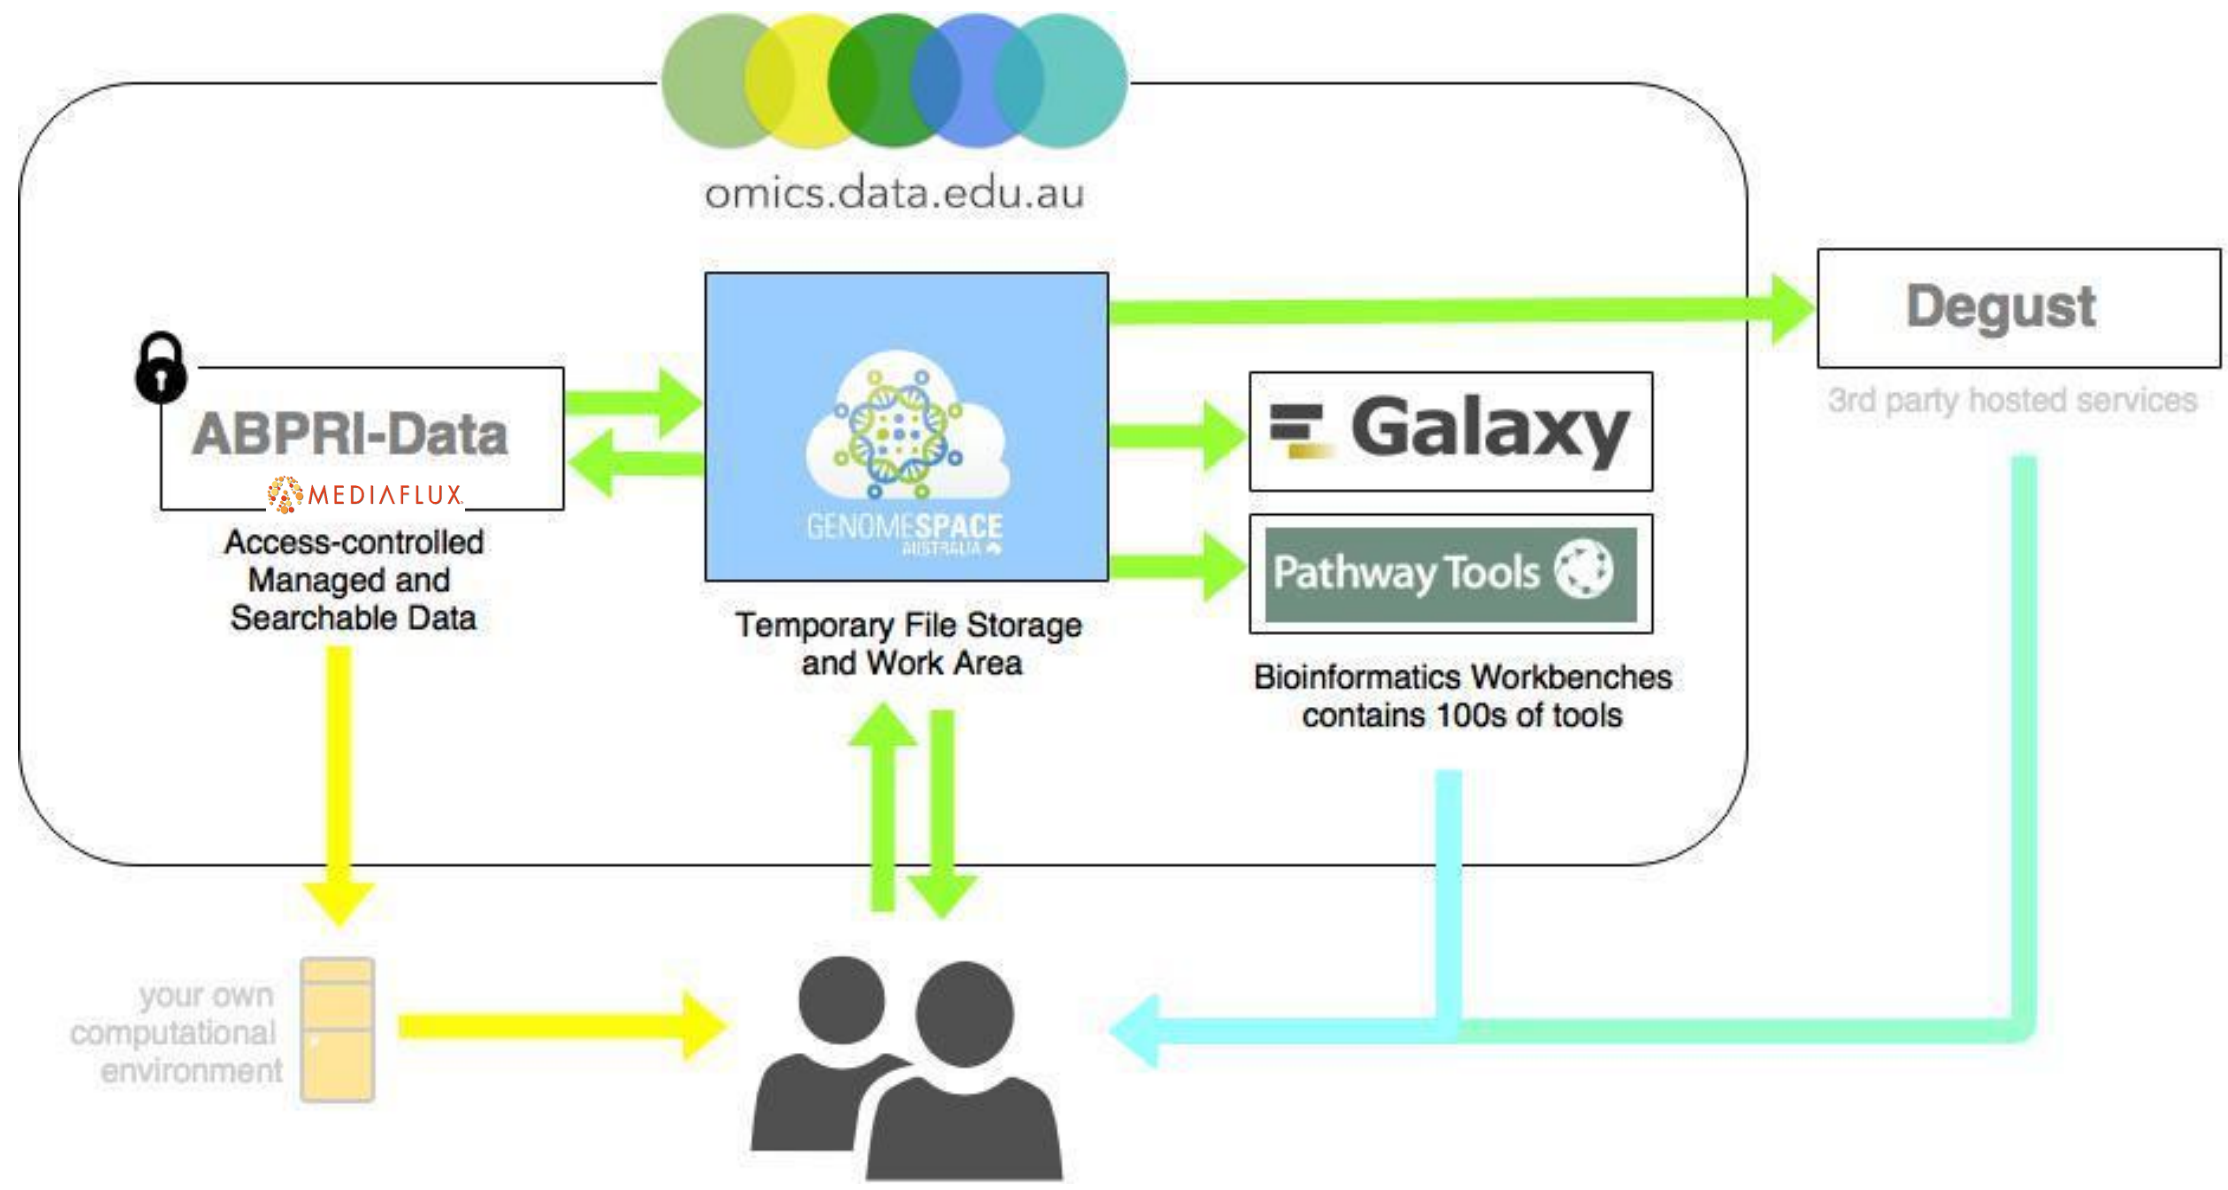 omics.data.edu.au
ABPRI-Data
MEDIAFLUX
Access-controlled
Managed and
Searchable Data
GENOMESPACE
AUSTRALIA
Temporary File Storage
and Work Area
Galaxy
Pathway Tools
Bioinformatics Workbenches
contains 100s of tools
Degust
3rd party hosted services
your own
computational
environment